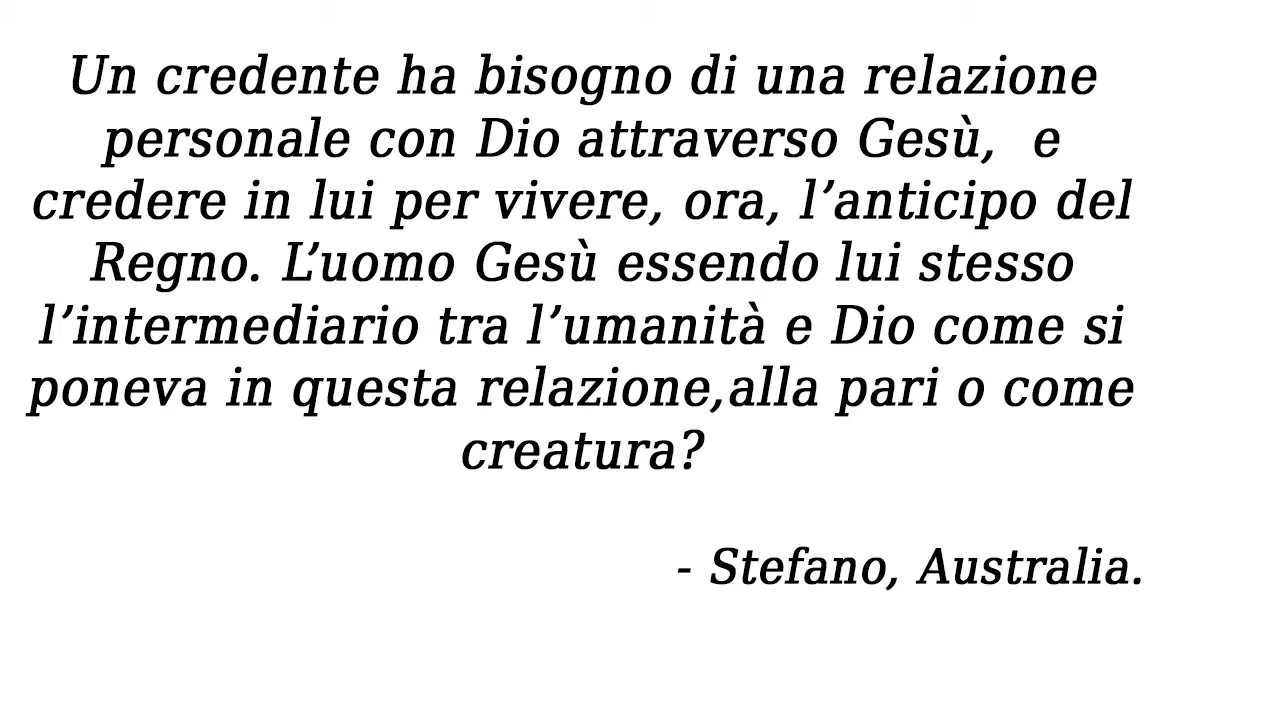 Un credente ha bisogno di una relazione
personale con Dio attraverso Gesù,  e
credere in lui per vivere, ora, l’anticipo del
Regno. L’uomo Gesù essendo lui stesso
l’intermediario tra l’umanità e Dio come si
poneva in questa relazione,alla pari o come
creatura?
- Stefano, Australia.